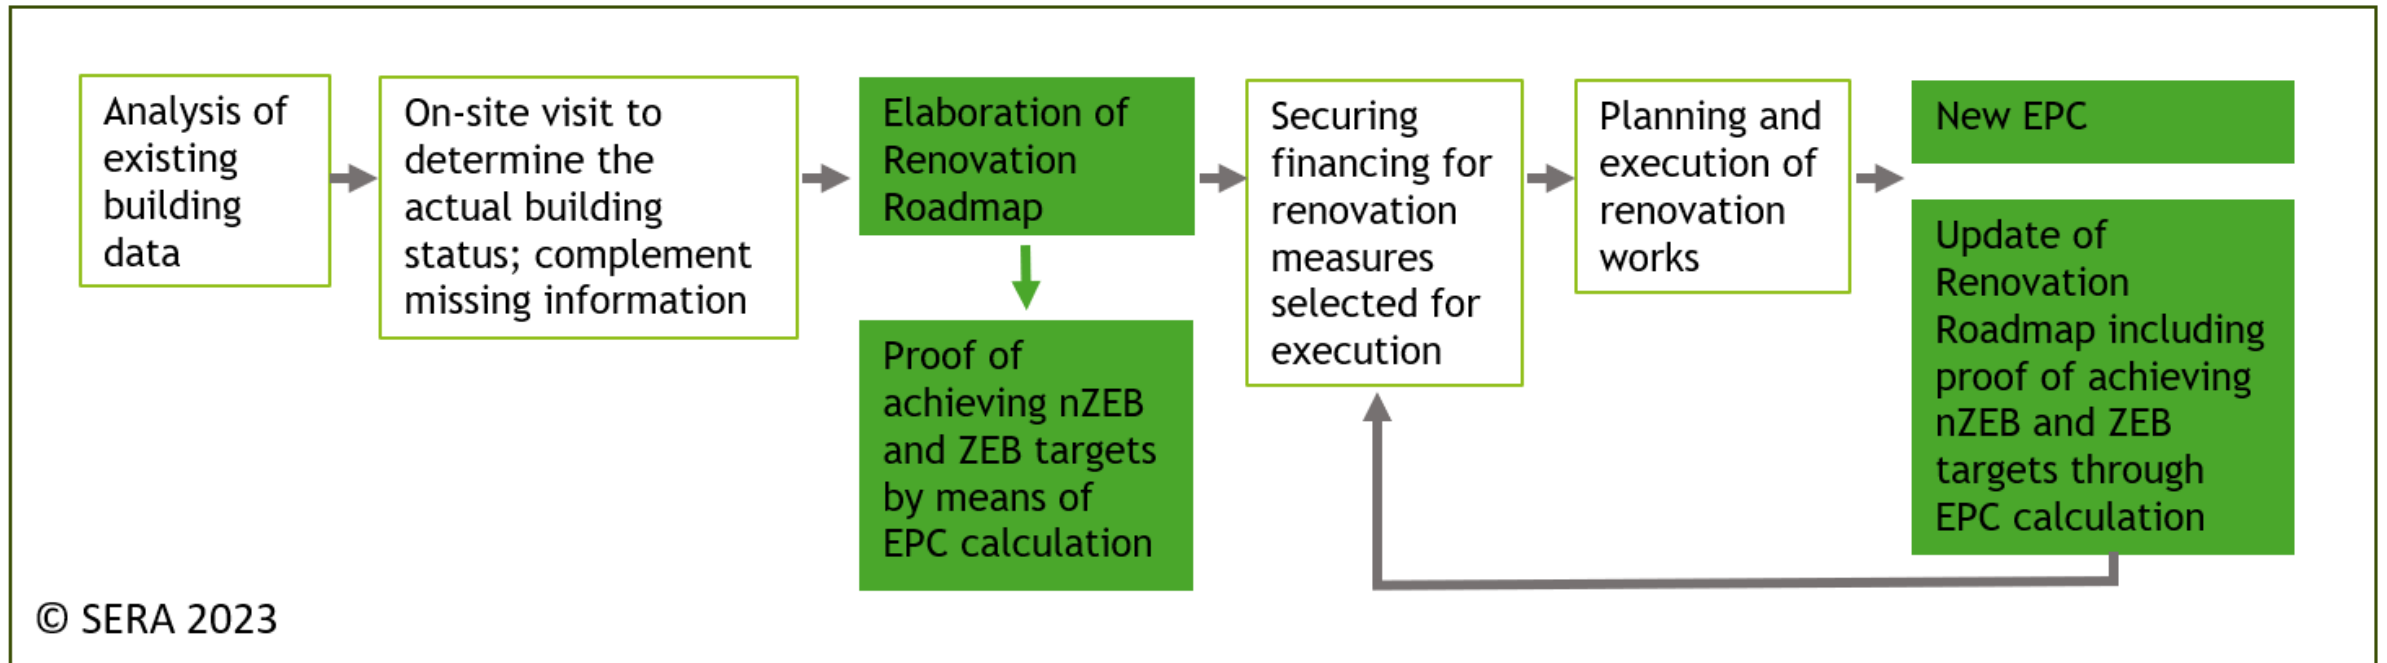 Analysis of
existing
building
data
On-site visit to
determine the
actual building
status; complement
missing information
Elaboration of
Renovation
Roadmap
Proof of
achieving nZEB
and ZEB targets
by means of
EPC calculation
Securing
financing for
renovation
measures
selected for
execution
Planning and
execution of
renovation
works
New EPC
Update of
Renovation
Roadmap including
proof of achieving
nZEB and ZEB
targets through
EPC calculation
© SERA 2023